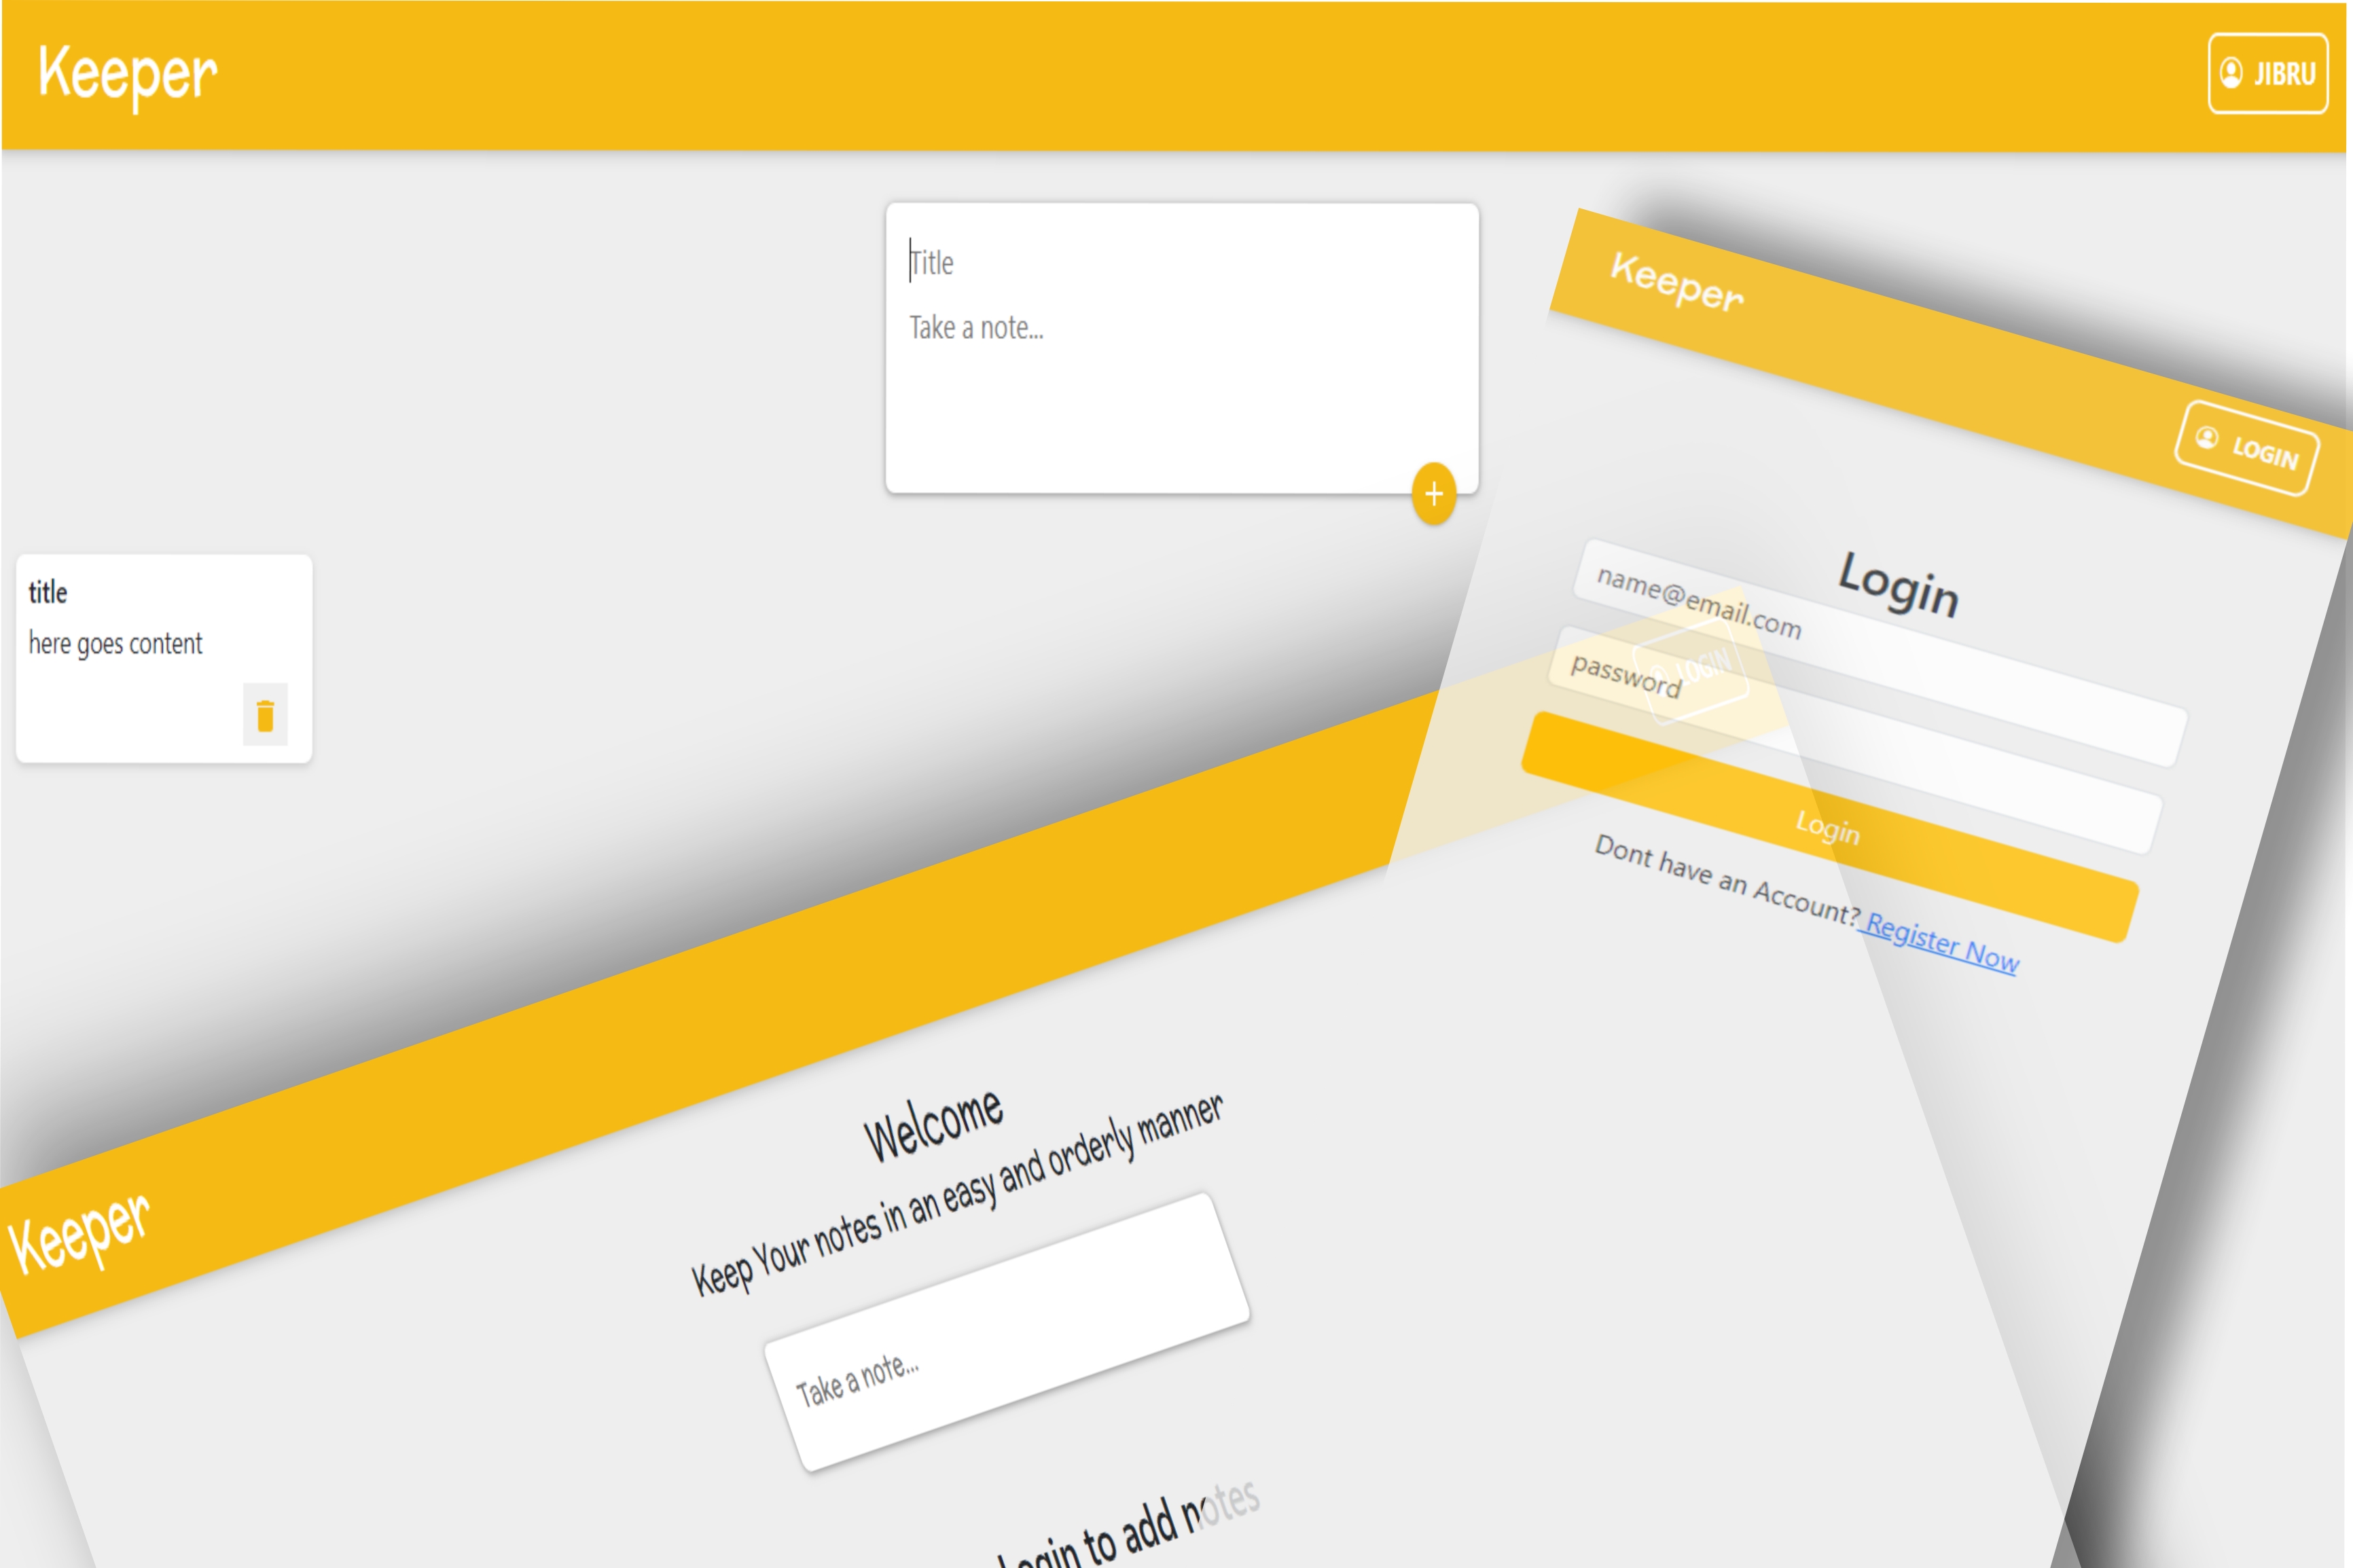 Keeper
JIBRU
Title
Take a note...
title
here goes content
Keeper
LOGIN
Login
name@email.com
password
LOGIN
Login
Dont have an Account? Register Now
Keeper
Welcome
Keep Your notes in an easy and orderly manner
Take a note...
Login to add notes